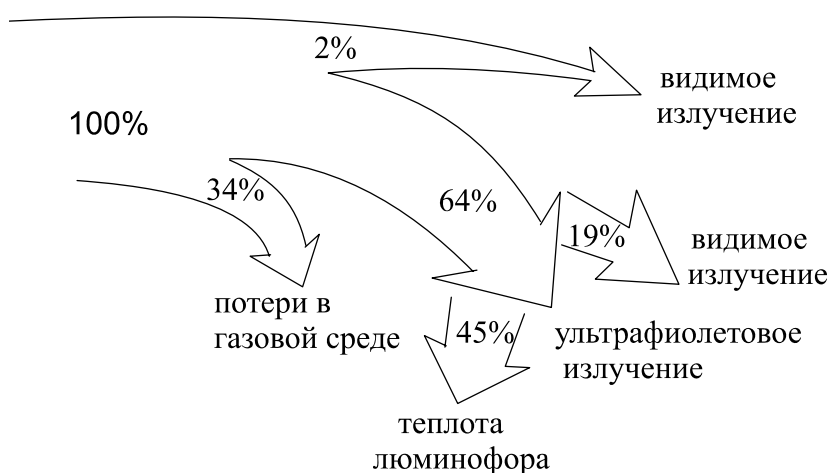 2%
видимое
излучение
100%
34%
64%
19%
видимое
излучение
потери в
газовой среде
45%
ультрафиолетовое
излучение
теплота
люминофора